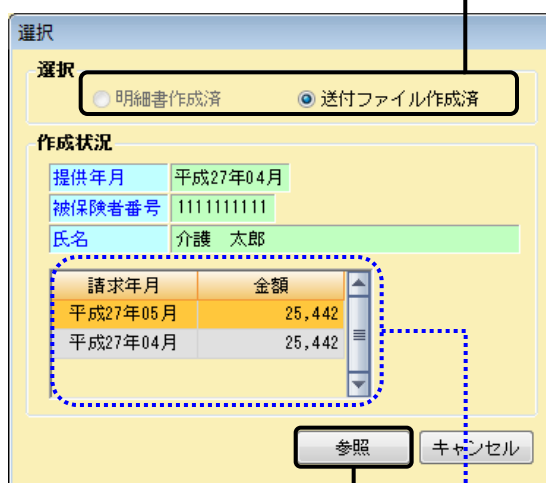 選択
選択
明細書作成済 送付ファイル作成済
作成状況
提供年月 平成27年04月
被保険者番号 1111111111
氏名 介護 太郎
請求年月 金額
平成27年05月 25,442
平成27年04月 25,442
参照 キャンセル